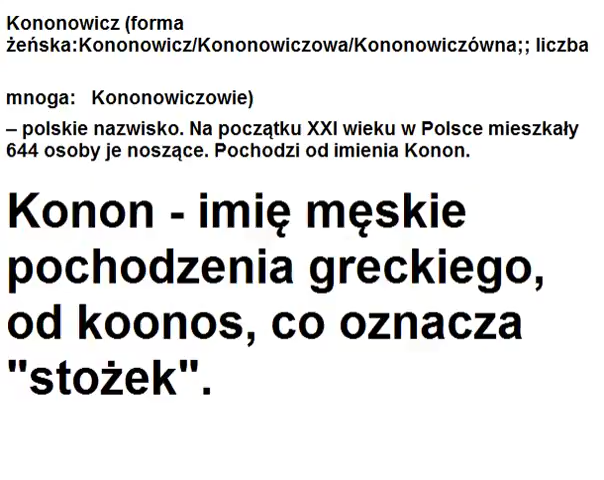 Kononowicz (forma
żeńska:Kononowicz/Kononowiczowa/Kononowiczówna;; liczba
mnoga: Kononowiczowie)
– polskie nazwisko. Na początku XXI wieku w Polsce mieszkały
644 osoby je noszące. Pochodzi od imienia Konon.
Konon - imię męskie
pochodzenia greckiego,
od koonos, co oznacza
"stożek".